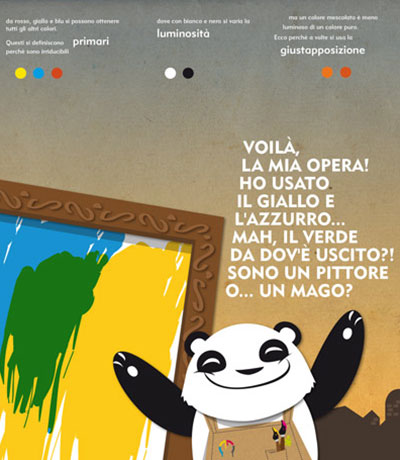 da rosso, giallo e blu si possono ottenere
tutti gli altri colori.
Questi si definiscono primari
perché sono irriducibili
dene con bianco e nero si varia la
luminosità
ma un colore mescolato è meno
luminoso di un colore puro.
Ecco perché a volte si usa la
giustapposizione
VOILÀ,
LA MIA OPERA!
HO USATO
IL GIALLO E
L'AZZURRO...
MAH, IL VERDE
DA DOV'È USCITO?!
SONO UN PITTORE
O... UN MAGO?